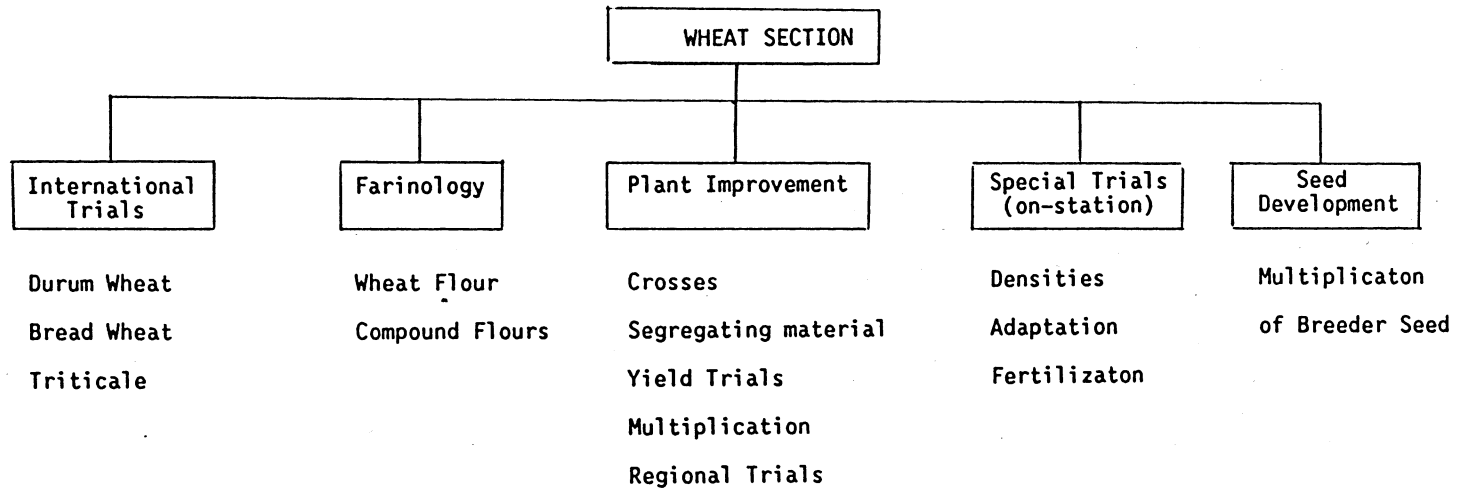 WHEAT SECTION
International
Trials
Durum Wheat
Bread Wheat
Triticale
Farinology
Wheat Flour
Compound Flours
Plant Improvement
Crosses
Segregating material
Yield Trials
Multiplication
Regional Trials
Special Trials
(on-station)
Densities
Adaptation
Fertilizaton
Seed
Development
Multiplicaton
of Breeder Seed